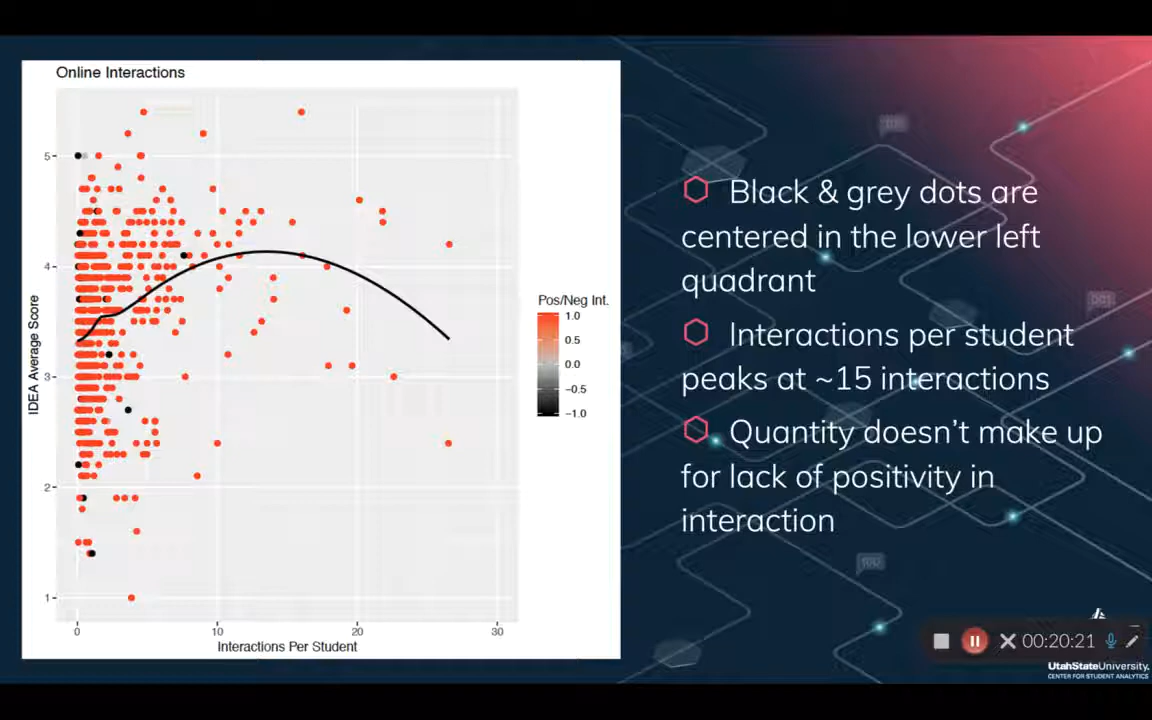 Online Interactions
5
4
3
2
1
IDEA Average Score
0
10
20
30
Interactions Per Student
Pos/Neg Int.
1.0
0.5
0.0
−0.5
−1.0
Black & grey dots are
centered in the lower left
quadrant
Interactions per student
peaks at ~15 interactions
Quantity doesn't make up
for lack of positivity in
interaction
00:20:21
UtahStateUniversity.
CENTER FOR STUDENT ANALYTICS